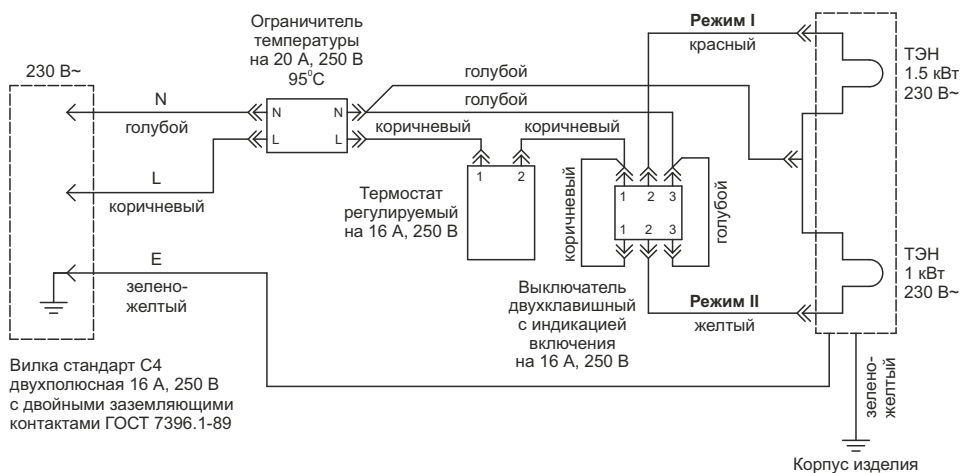 230 В~
N
голубой
L
коричневый
E
зелено-
желтый
Вилка стандарт С4
двухполюсная 16 А, 250 В
с двойными заземляющими
контактами ГОСТ 7396.1-89
Ограничитель
температуры
на 20 А, 250 В
95°С
N
N
L
L
голубой
голубой
коричневый
коричневый
1
2
Термостат
регулируемый
на 16 А, 250 В
Режим I
красный
коричневый
1
2
3
1
2
3
голубой
Выключатель
двухклавишный
с индикацией
включения
на 16 А, 250 В
Режим II
желтый
ТЭН
1.5 кВт
230 В~
ТЭН
1 кВт
230 В~
зелено-
желтый
Корпус изделия